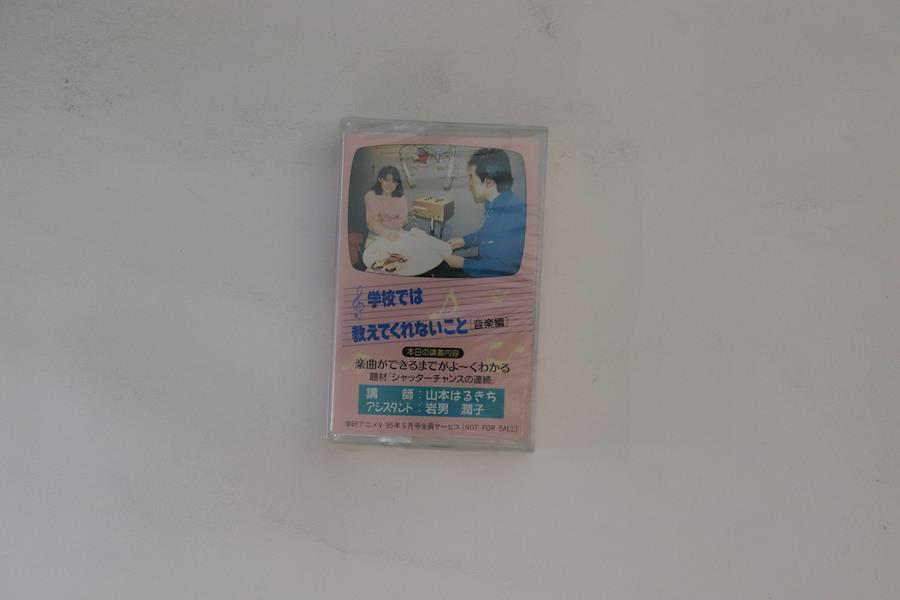 学校では
教えてくれないこと[音楽編]
本日の講義内容
楽曲ができるまでがよ〜くわかる
題材「シャッターチャンスの連続」
講　師：山本はるきち
アシスタント：岩男　潤子
学研アニメV '95年5月号全員サービス[NOT FOR SALE]